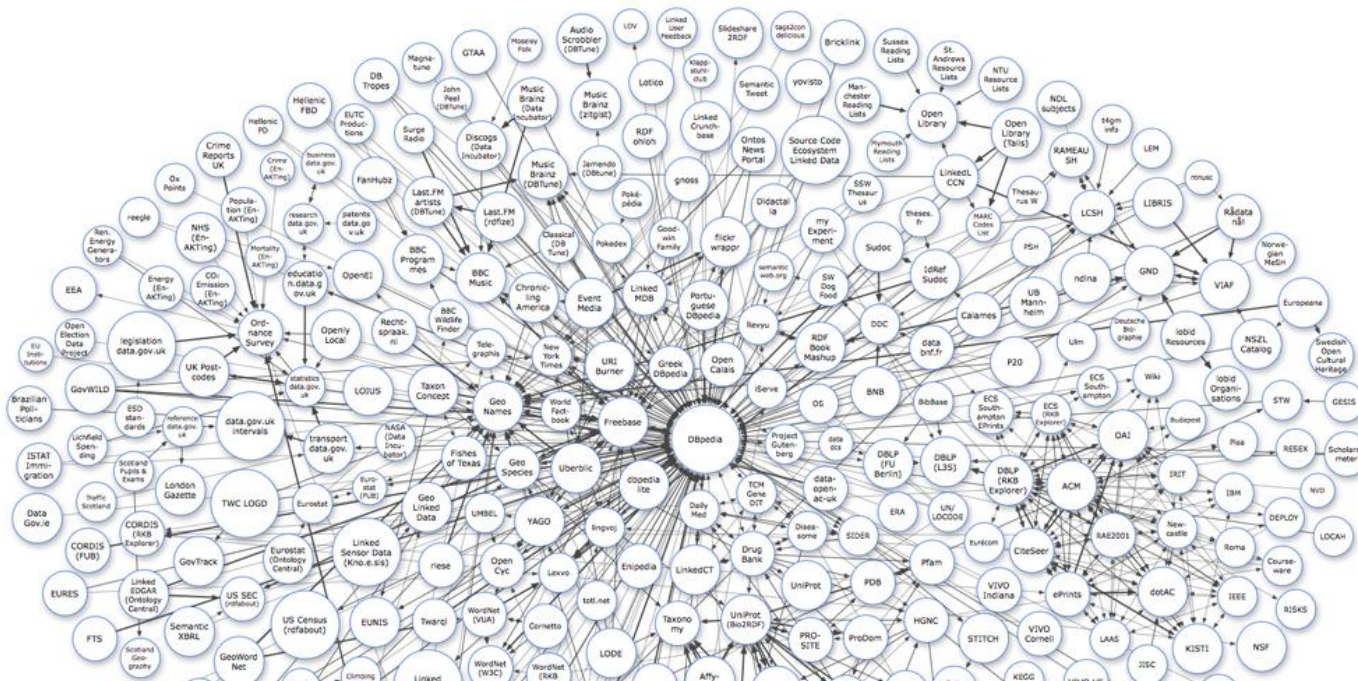 Audio
Scrobbler
(DBTune)
LOV
Linked
User
Feedback
Slideshare
2RDF
tags2con
delicious
Bricklink
Sussex
Reading
Lists
St.
Andrews
Resource
Lists
NTU
Resource
Lists
GTAA
Moseley
Folk
Magna-
tune
DB
Tropes
John
Peel
(DBTune)
Music
Brainz
(Data
Incubator)
Music
Brainz
(zitgist)
Lotico
Klapp-
stuhl-
club
Semantic
Tweet
yovisto
Man-
chester
Reading
Lists
Open
Library
NDL
subjects
t4gm
info
Hellenic
FBD
EUTC
Produc-
tions
Surge
Radio
Discogs
(Data
Incubator)
RDF
ohloh
Linked
Crunch-
base
Ontos
News
Portal
Source Code
Ecosystem
Linked Data
Plymouth
Reading
Lists
Open
Library
(Talis)
RAMEAU
SH
LEM
Hellenic
PD
Crime
Reports
UK
Crime
(En-
AKTing)
business
data.gov.
uk
FanHubz
Last.FM
artists
(DBTune)
Music
Brainz
(DBTune)
Jamendo
(DBtune)
gnoss
Poké-
pédia
SSW
Thesaur
us
LinkedL
CCN
Thesau-
rus W
LCSH
LIBRIS
ntnusc
Ox
Points
Popula-
tion (En-
AKTing)
research
data.gov.
uk
patents
data.go
v.uk
Last.FM
(rdfize)
Classical
(DB
Tune)
Pokedex
Good-
win
Family
flickr
wrappr
Didactal
ia
my
Experi-
ment
theses.
fr
MARC
Codes
List
Rådata
nå!
reegle
Ren.
Energy
Genera-
tors
NHS
(En-
AKTing)
Mortality
(En-
AKTing)
BBC
Program
mes
BBC
Music
Sudoc
PSH
Norwe-
gian
MeSH
EEA
Energy
(En-
AKTing)
CO2
Emission
(En-
AKTing)
educatio
n.data.g
ov.uk
OpenEI
Chronic-
ling
America
Event
Media
Linked
MDB
Portu-
guese
DBpedia
semantic
web.org
SW
Dog
Food
IdRef
Sudoc
ndlna
GND
VIAF
Europeana
EU
Insti-
tutions
Open
Election
Data
Project
legislation
data.gov.uk
Ord-
nance
Survey
Openly
Local
Recht-
spraak.
nl
BBC
Wildlife
Finder
Revyu
DDC
Calames
UB
Mann-
heim
Deutsche
Bio-
graphie
lobid
Resources
NSZL
Catalog
Swedish
Open
Cultural
Heritage
Tele-
graphis
New
York
Times
URI
Burner
Greek
DBpedia
Open
Calais
RDF
Book
Mashup
data
bnf.fr
Ulm
P20
GovWILD
UK Post-
codes
statistics
data.gov.
uk
LOIUS
Taxon
Concept
Geo
Names
World
Fact-
book
Freebase
DBpedia
iServe
OS
BNB
BibBase
ECS
South-
ampton
Wiki
lobid
Organi-
sations
STW
GESIS
Brazilian
Poli-
ticians
ESD
stan-
dards
reference
data.gov.
uk
data.gov.uk
intervals
NASA
(Data
Incu-
bator)
ECS
South-
ampton
EPrints
ECS
(RKB
Explorer)
OAI
Budapest
Lichfield
Spen-
ding
transport
data.gov.
uk
Fishes
of Texas
Geo
Species
Uberblic
dbpedia
lite
Project
Guten-
berg
data
dcs
DBLP
(FU
Berlin)
DBLP
(L3S)
Pisa
RESEX
Scholaro-
meter
ISTAT
Immi-
gration
Scotland
Pupils &
Exams
London
Gazette
Euro-
stat
(FUB)
TCM
Gene
DIT
data-
open-
ac-uk
DBLP
(RKB
Explorer)
ACM
IRIT
IBM
NVD
Traffic
Scotland
TWC LOGD
Eurostat
Geo
Linked
Data
UMBEL
YAGO
lingvoj
Daily
Med
Disea-
some
ERA
UN/
LOCODE
Data
Gov.ie
CORDIS
(RKB
Explorer)
CORDIS
(FUB)
Linked
Sensor Data
(Kno.e.sis)
SIDER
Eurécom
CiteSeer
RAE2001
New-
castle
DEPLOY
LOCAH
GovTrack
Eurostat
(Ontology
Central)
riese
Open
Cyc
Lexvo
Enipedia
LinkedCT
Drug
Bank
Pfam
Roma
Course-
ware
EURES
Linked
EDGAR
(Ontology
Central)
US SEC
(rdfabout)
totl.net
UniProt
PDB
VIVO
Indiana
ePrints
dotAC
IEEE
RISKS
FTS
Semantic
XBRL
US Census
(rdfabout)
EUNIS
Twarql
WordNet
(VUA)
Cornetto
Taxono
my
UniProt
(Bio2RDF)
PRO-
SITE
ProDom
HGNC
STITCH
VIVO
Cornell
LAAS
KISTI
NSF
Scotland
Geo-
graphy
GeoWord
Net
Climbing
Linked
WordNet
(W3C)
WordNet
(RKB
LODE
Affy-
KEGG
JISC